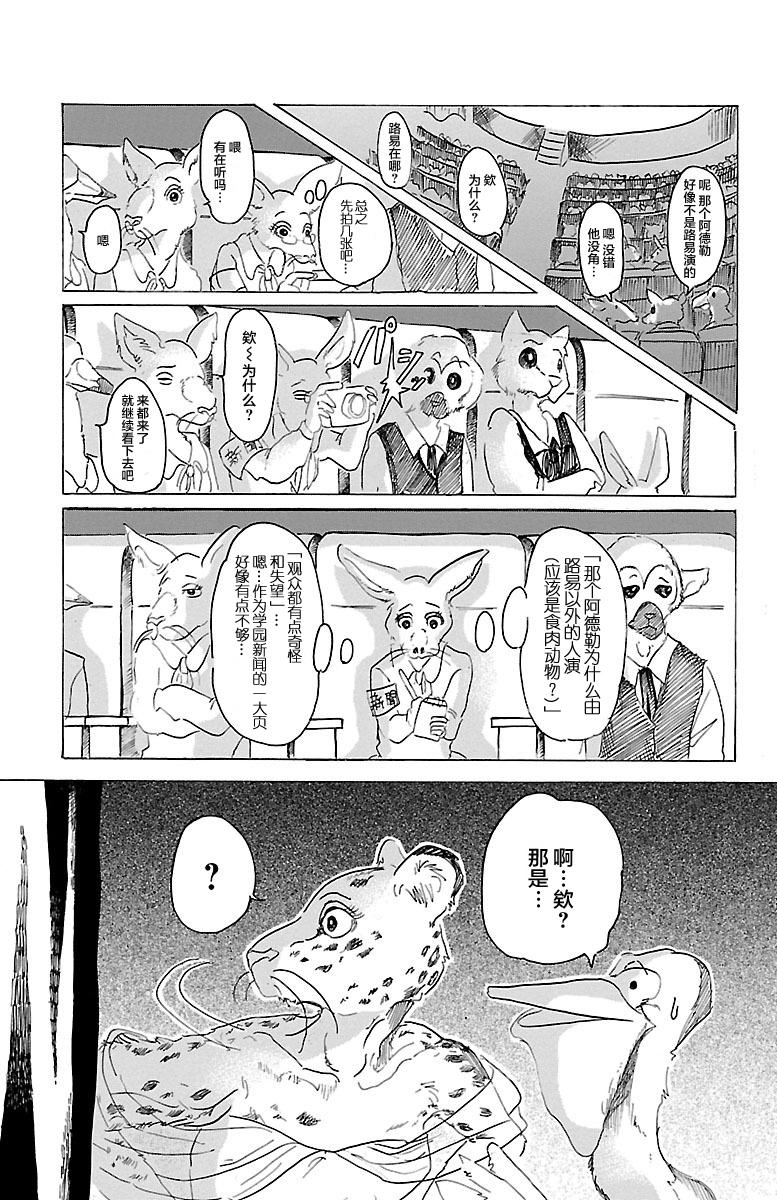 呢 那个阿德勒
好像不是路易演的
嗯 没错
他没角…
欸
为什么？
路易在哪？
总之
先拍几张吧…
喂
有在听吗…
嗯
欸～为什么？
新聞
来都来了
就继续看下去吧
「那个阿德勒为什么由
路易以外的人演
（应该是食肉动物？）」
新聞
「观众都有点奇怪
和失望」…
嗯…作为学园新闻的一大页
好像有点不够…
啊…欸？
那是…
？